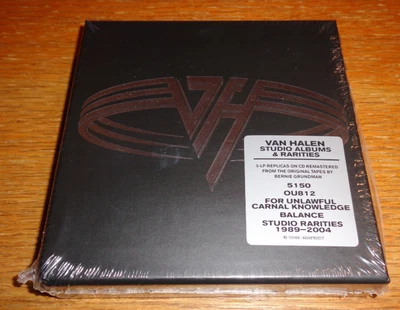 VAN HALEN
STUDIO ALBUMS
& RARITIES
5-LP REPLICAS ON CD REMASTERED
FROM THE ORIGINAL TAPES BY
BERNIE GRUNDMAN
5150
OU812
FOR UNLAWFUL
CARNAL KNOWLEDGE
BALANCE
STUDIO RARITIES
1989–2004